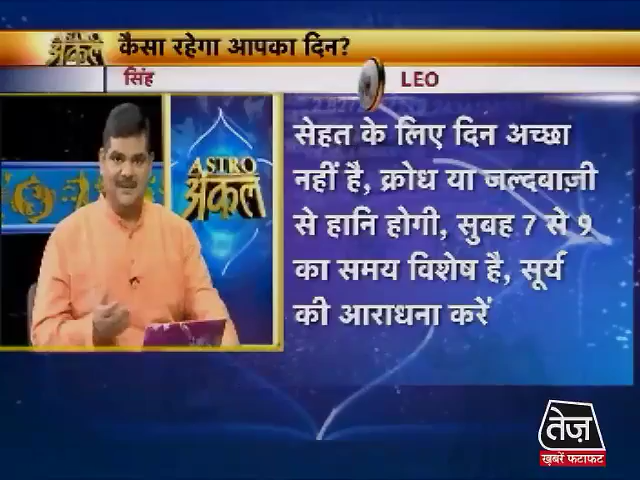 अंकल
कैसा रहेगा आपका दिन?
सिंह
LEO
ASTRO
अंकल
सेहत के लिए दिन अच्छा
नहीं है, क्रोध या जल्दबाज़ी
से हानि होगी, सुबह 7 से 9
का समय विशेष है, सूर्य
की आराधना करें
तेज़
ख़बरें फटाफट